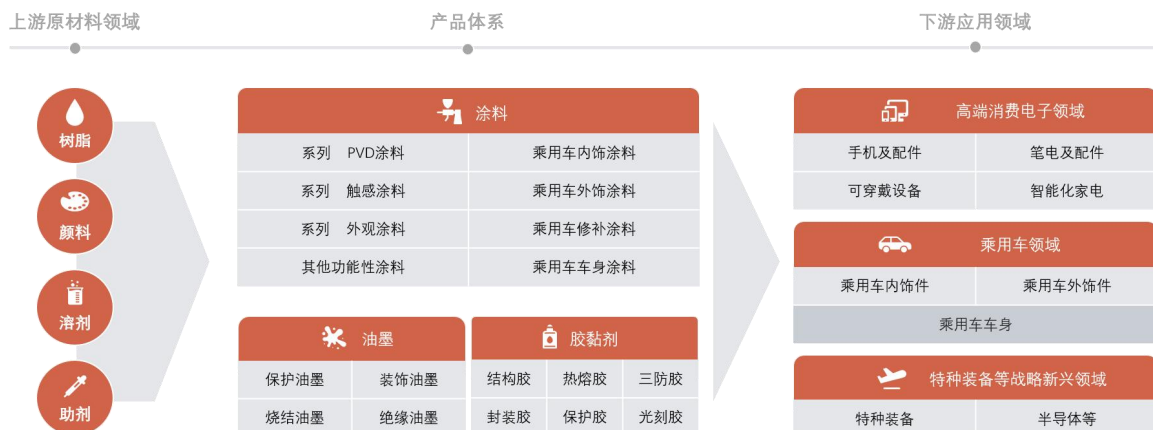 上游原材料领域
产品体系
下游应用领域
树脂
颜料
溶剂
助剂
涂料
系列 PVD涂料 乘用车内饰涂料
系列 触感涂料 乘用车外饰涂料
系列 外观涂料 乘用车修补涂料
其他功能性涂料 乘用车车身涂料
油墨
保护油墨 装饰油墨
烧结油墨 绝缘油墨
胶黏剂
结构胶 热熔胶 三防胶
封装胶 保护胶 光刻胶
高端消费电子领域
手机及配件 笔电及配件
可穿戴设备 智能化家电
乘用车领域
乘用车内饰件 乘用车外饰件
乘用车车身
特种装备等战略新兴领域
特种装备 半导体等